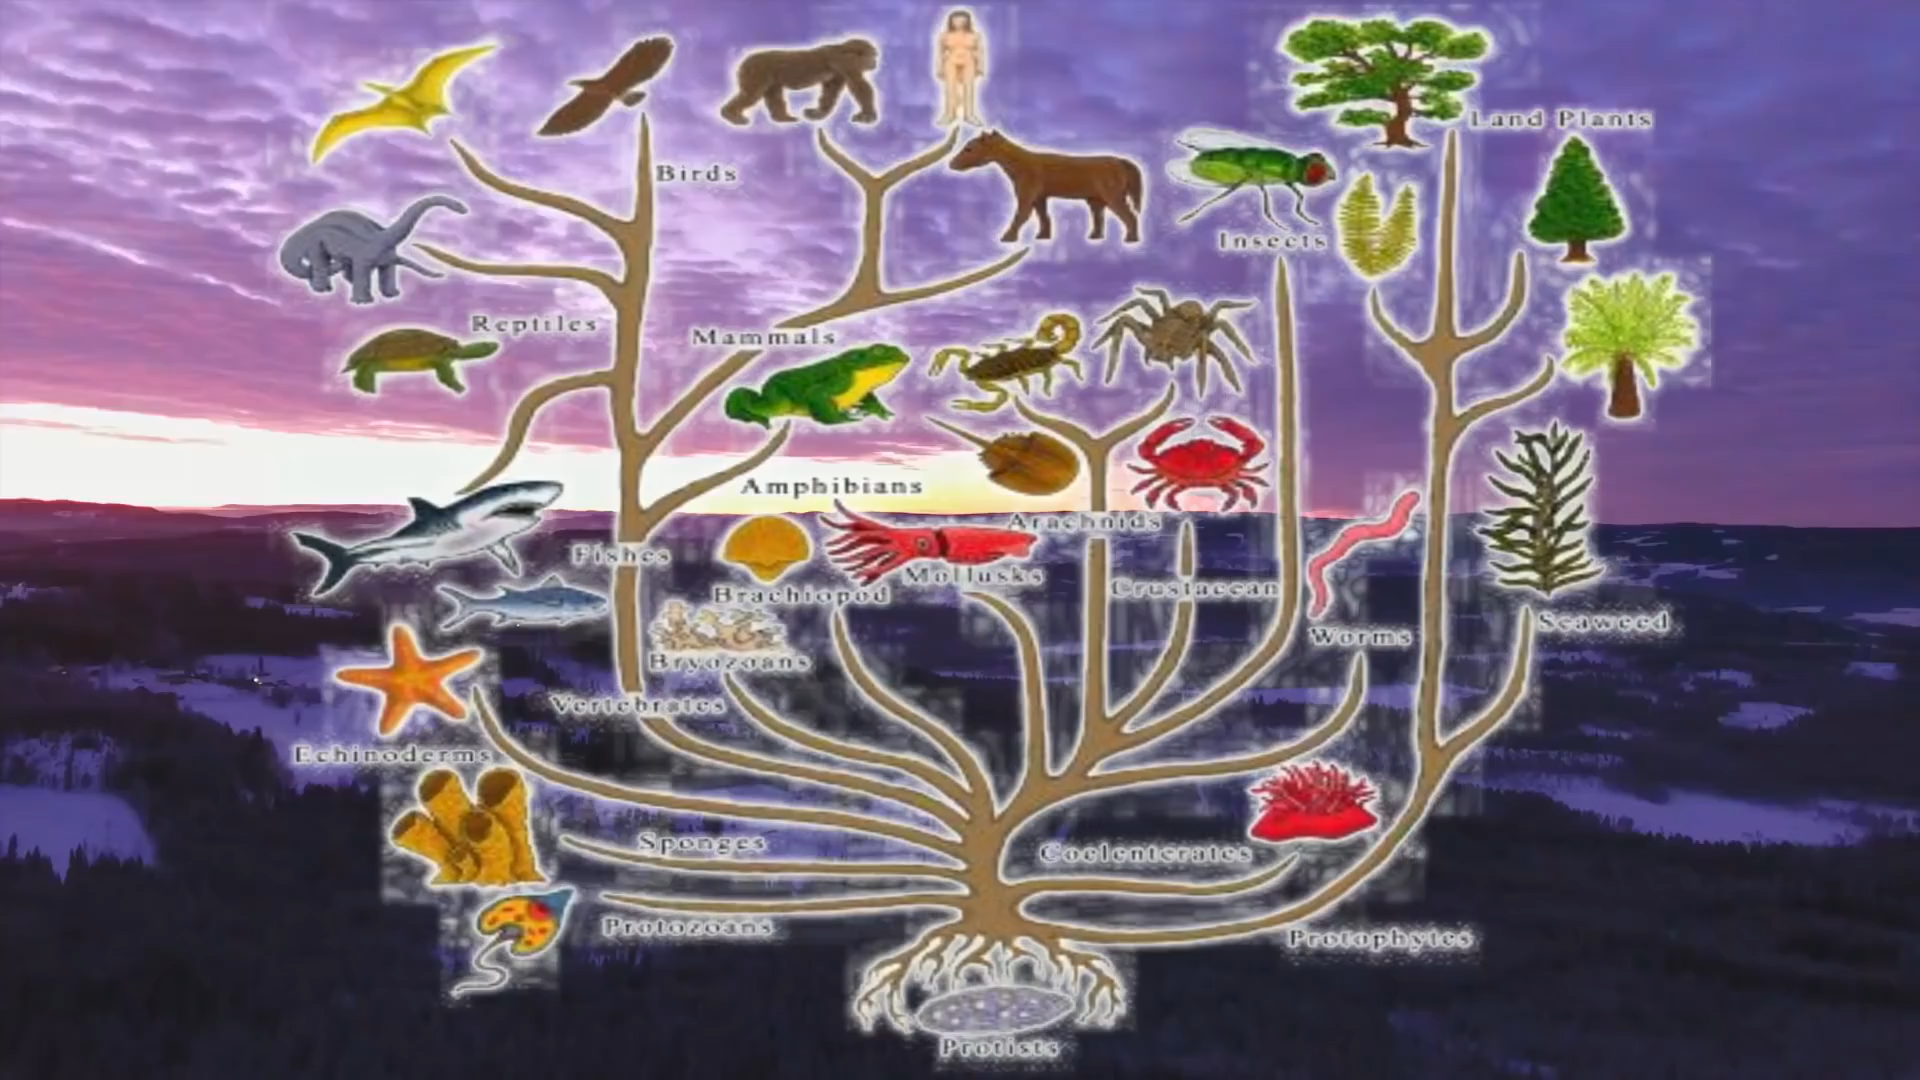 Land Plants
Birds
Insects
Reptiles
Mammals
Amphibians
Arachnids
Fishes
Mollusks
Brachiopod
Crustacean
Seaweed
Worms
Bryozoans
Vertebrates
Echinoderms
Sponges
Coelenterates
Protozoans
Protophytes
Protists